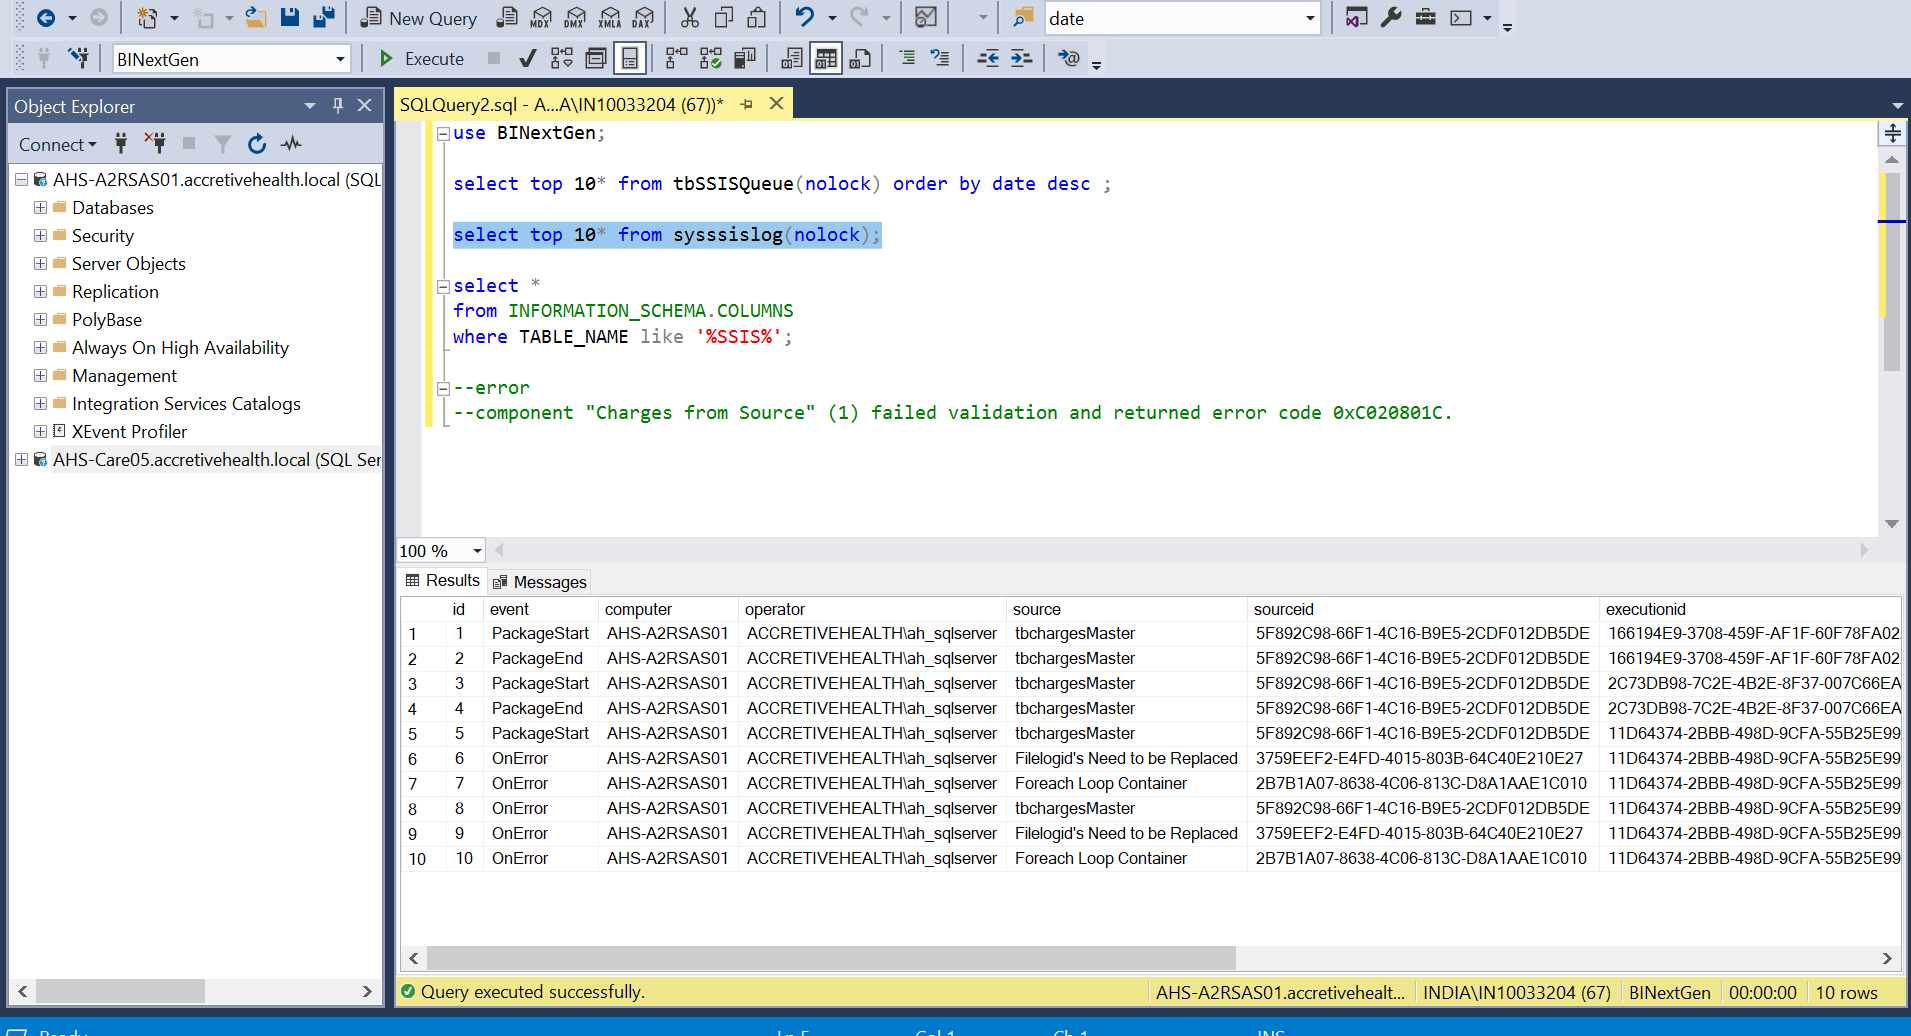 New Query MDX DMX XMLA DAX date
BINextGen Execute
Object Explorer
Connect
AHS-A2RSAS01.accretivehealth.local (SQL
Databases
Security
Server Objects
Replication
PolyBase
Always On High Availability
Management
Integration Services Catalogs
XEvent Profiler
AHS-Care05.accretivehealth.local (SQL Ser
SQLQuery2.sql - A...A\IN10033204 (67))*
use BINextGen;
select top 10* from tbSSISQueue(nolock) order by date desc ;
select top 10* from sysssislog(nolock);
select *
from INFORMATION_SCHEMA.COLUMNS
where TABLE_NAME like '%SSIS%';
--error
--component "Charges from Source" (1) failed validation and returned error code 0xC020801C.
100 %
Results Messages
id event computer operator source sourceid executionid
1 1 PackageStart AHS-A2RSAS01 ACCRETIVEHEALTH\ah_sqlserver tbchargesMaster 5F892C98-66F1-4C16-B9E5-2CDF012DB5DE 166194E9-3708-459F-AF1F-60F78FA02
2 2 PackageEnd AHS-A2RSAS01 ACCRETIVEHEALTH\ah_sqlserver tbchargesMaster 5F892C98-66F1-4C16-B9E5-2CDF012DB5DE 166194E9-3708-459F-AF1F-60F78FA02
3 3 PackageStart AHS-A2RSAS01 ACCRETIVEHEALTH\ah_sqlserver tbchargesMaster 5F892C98-66F1-4C16-B9E5-2CDF012DB5DE 2C73DB98-7C2E-4B2E-8F37-007C66EA
4 4 PackageEnd AHS-A2RSAS01 ACCRETIVEHEALTH\ah_sqlserver tbchargesMaster 5F892C98-66F1-4C16-B9E5-2CDF012DB5DE 2C73DB98-7C2E-4B2E-8F37-007C66EA
5 5 PackageStart AHS-A2RSAS01 ACCRETIVEHEALTH\ah_sqlserver tbchargesMaster 5F892C98-66F1-4C16-B9E5-2CDF012DB5DE 11D64374-2BBB-498D-9CFA-55B25E99
6 6 OnError AHS-A2RSAS01 ACCRETIVEHEALTH\ah_sqlserver Filelogid's Need to be Replaced 3759EEF2-E4FD-4015-803B-64C40E210E27 11D64374-2BBB-498D-9CFA-55B25E99
7 7 OnError AHS-A2RSAS01 ACCRETIVEHEALTH\ah_sqlserver Foreach Loop Container 2B7B1A07-8638-4C06-813C-D8A1AAE1C010 11D64374-2BBB-498D-9CFA-55B25E99
8 8 OnError AHS-A2RSAS01 ACCRETIVEHEALTH\ah_sqlserver tbchargesMaster 5F892C98-66F1-4C16-B9E5-2CDF012DB5DE 11D64374-2BBB-498D-9CFA-55B25E99
9 9 OnError AHS-A2RSAS01 ACCRETIVEHEALTH\ah_sqlserver Filelogid's Need to be Replaced 3759EEF2-E4FD-4015-803B-64C40E210E27 11D64374-2BBB-498D-9CFA-55B25E99
10 10 OnError AHS-A2RSAS01 ACCRETIVEHEALTH\ah_sqlserver Foreach Loop Container 2B7B1A07-8638-4C06-813C-D8A1AAE1C010 11D64374-2BBB-498D-9CFA-55B25E99
Query executed successfully. AHS-A2RSAS01.accretivehealt... INDIA\IN10033204 (67) BINextGen 00:00:00 10 rows